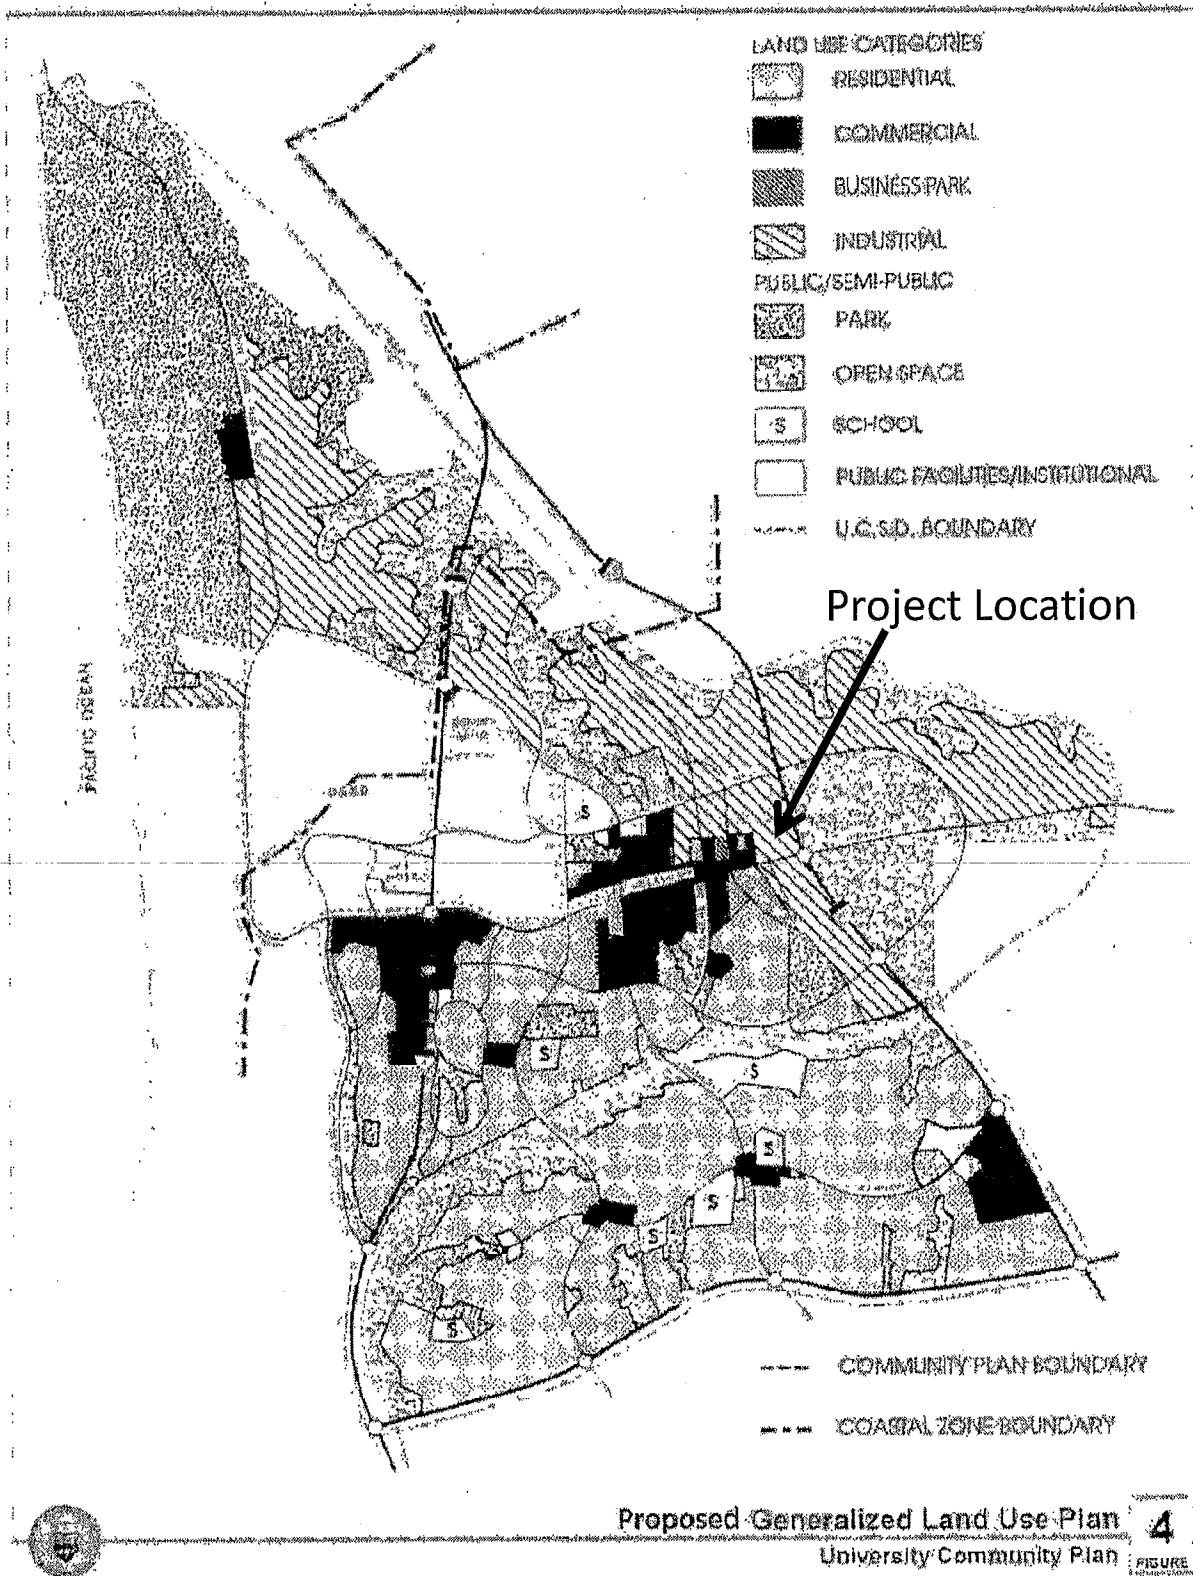 LAND USE CATEGORIES
RESIDENTIAL
COMMERCIAL
BUSINESS PARK
INDUSTRIAL
PUBLIC/SEMI-PUBLIC
PARK
OPEN SPACE
S SCHOOL
PUBLIC FACILITIES/INSTITUTIONAL
U.C.S.D. BOUNDARY
Project Location
PACIFIC OCEAN
S
S
S
S
S
S
S
COMMUNITY PLAN BOUNDARY
COASTAL ZONE BOUNDARY
Proposed Generalized Land Use Plan
University Community Plan
4
FIGURE